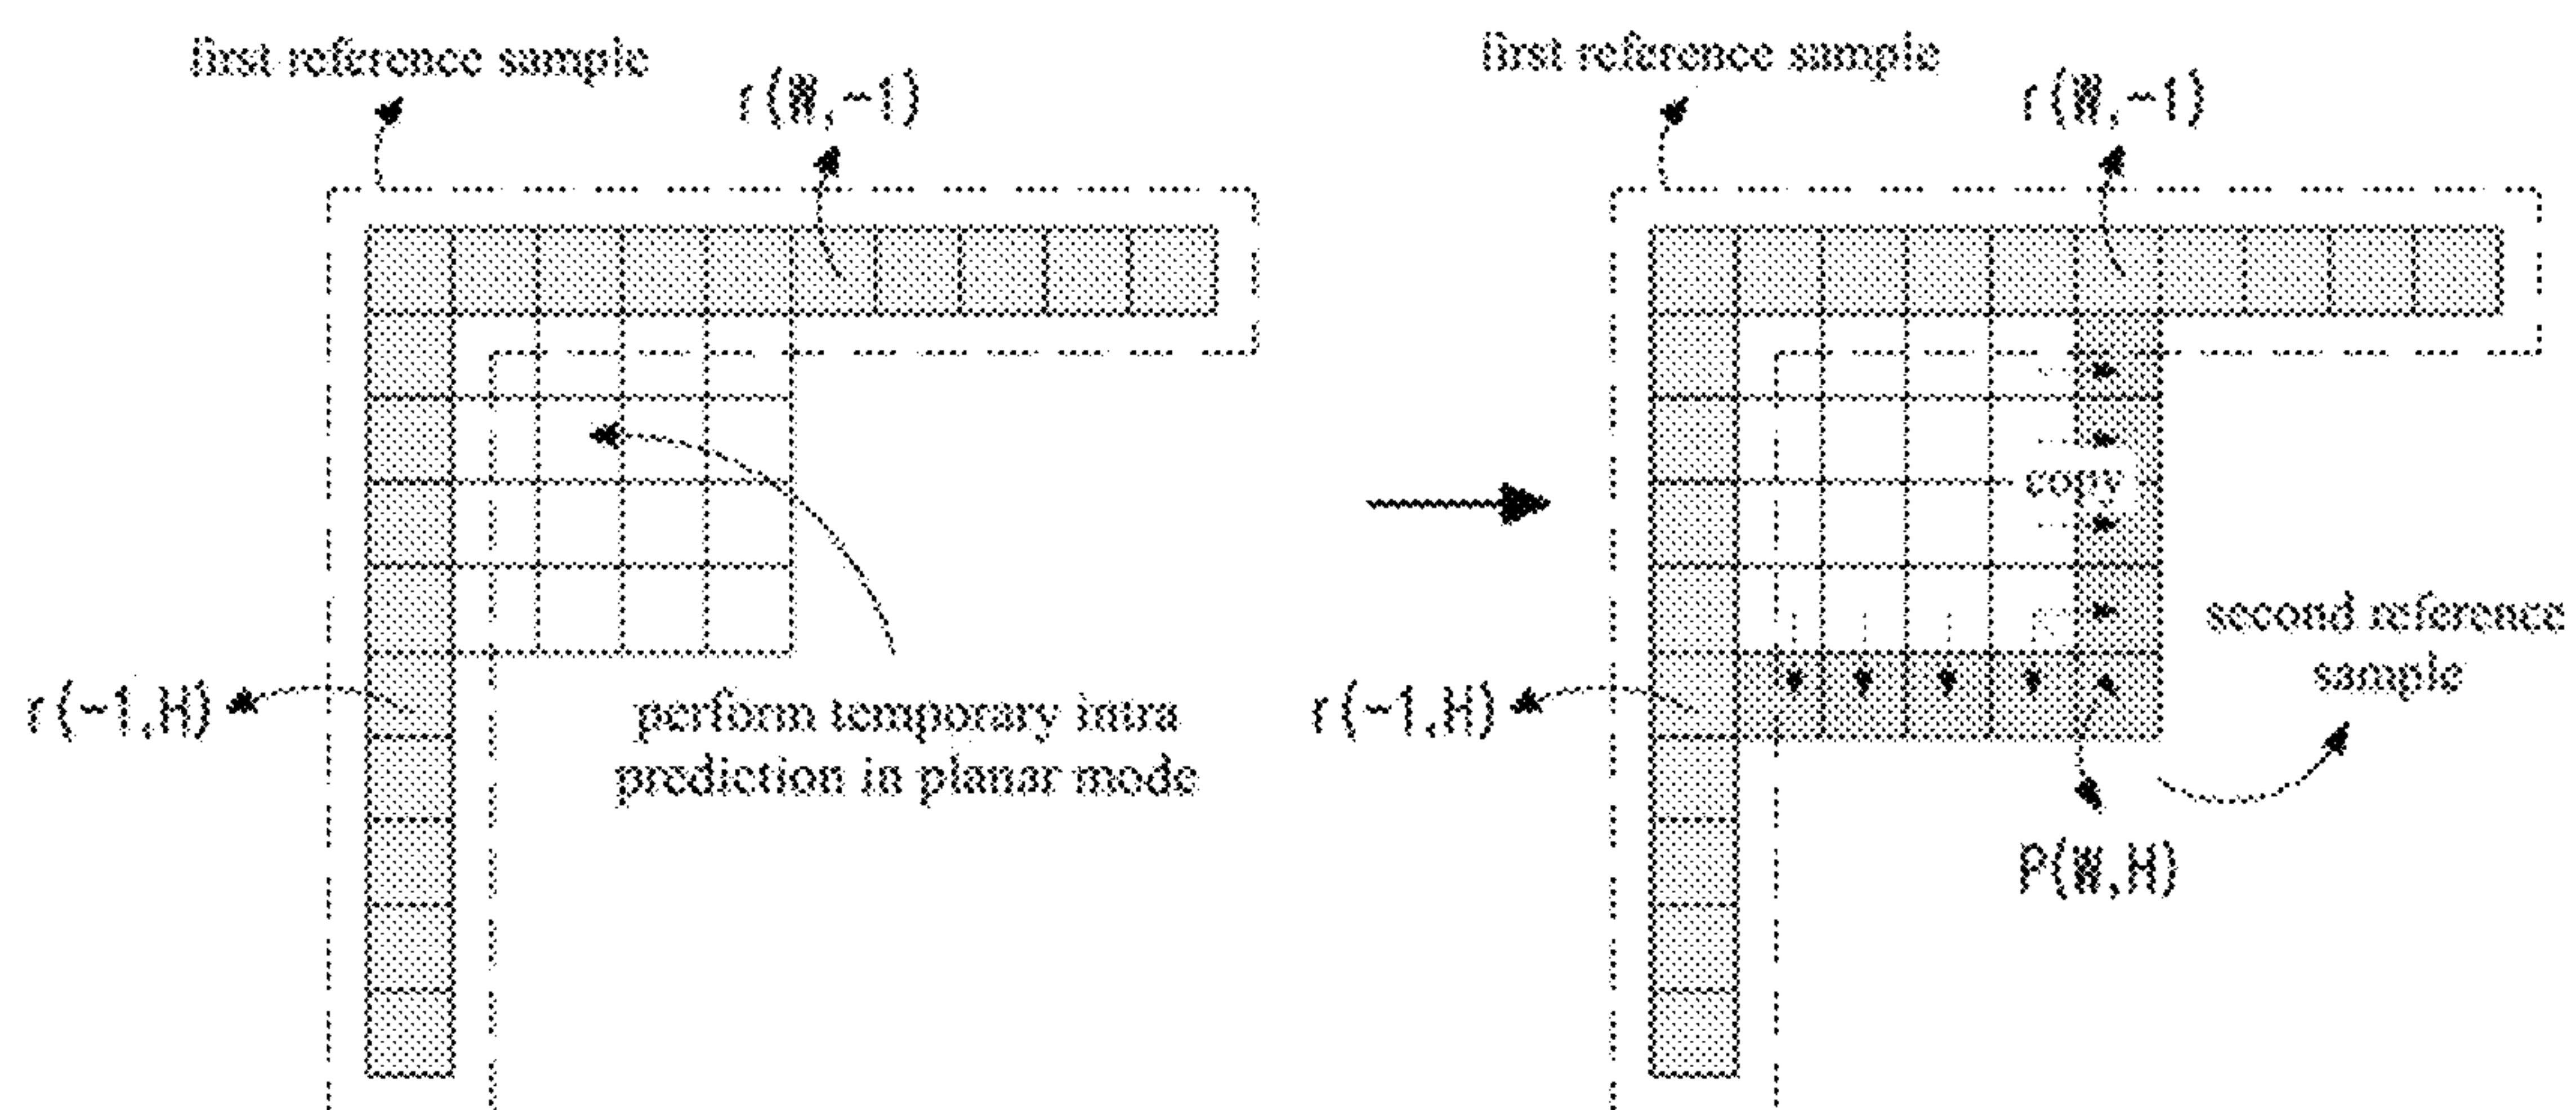 first reference sample
r(W,-1)
r(-1,H)
perform temporary intra
prediction in planar mode
first reference sample
r(W,-1)
copy
r(-1,H)
second reference
sample
P(W,H)